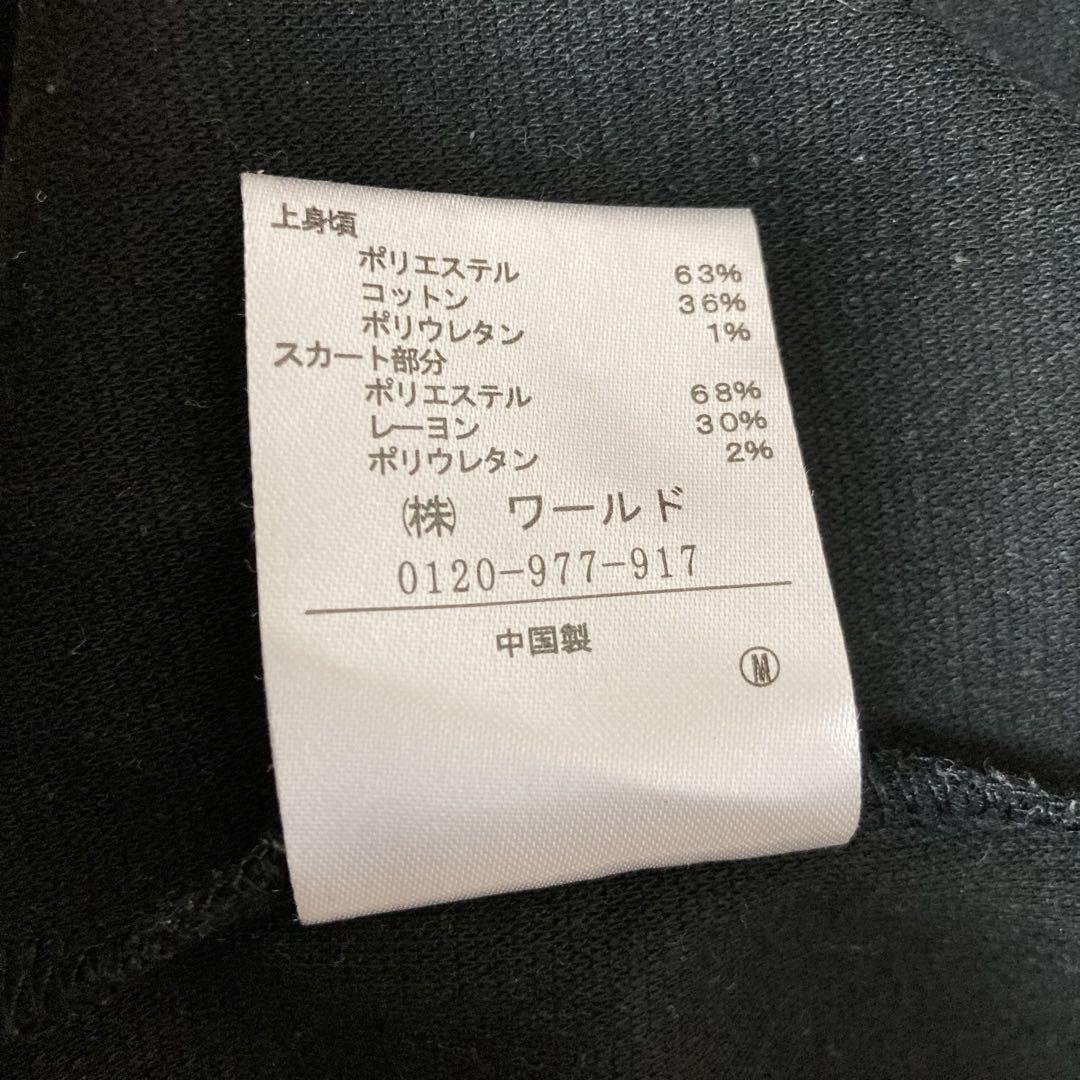 上身頃
ポリエステル 63%
コットン 36%
ポリウレタン 1%
スカート部分
ポリエステル 68%
レーヨン 30%
ポリウレタン 2%
㈱ ワールド
0120-977-917
中国製
Ⓜ